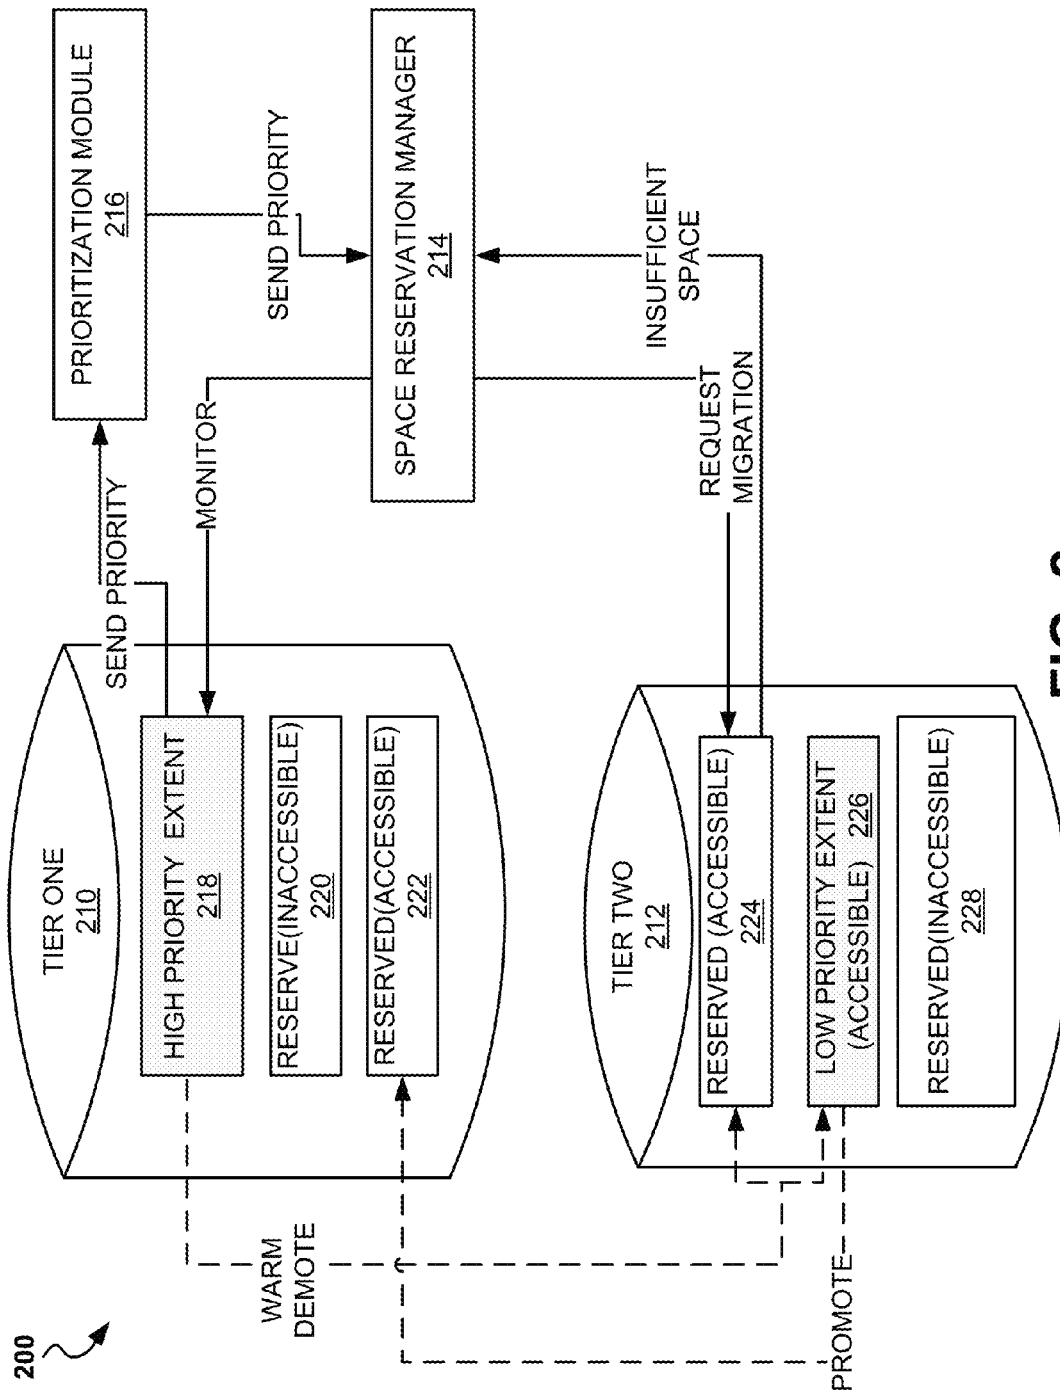 200
TIER ONE
210
HIGH PRIORITY EXTENT
218
RESERVE(INACCESSIBLE)
220
RESERVED(ACCESSIBLE)
222
SEND PRIORITY
MONITOR
PRIORITIZATION MODULE
216
SEND PRIORITY
SPACE RESERVATION MANAGER
214
WARM
DEMOTE
PROMOTE
TIER TWO
212
RESERVED (ACCESSIBLE)
224
LOW PRIORITY EXTENT
(ACCESSIBLE) 226
RESERVED(INACCESSIBLE)
228
REQUEST
MIGRATION
INSUFFICIENT
SPACE